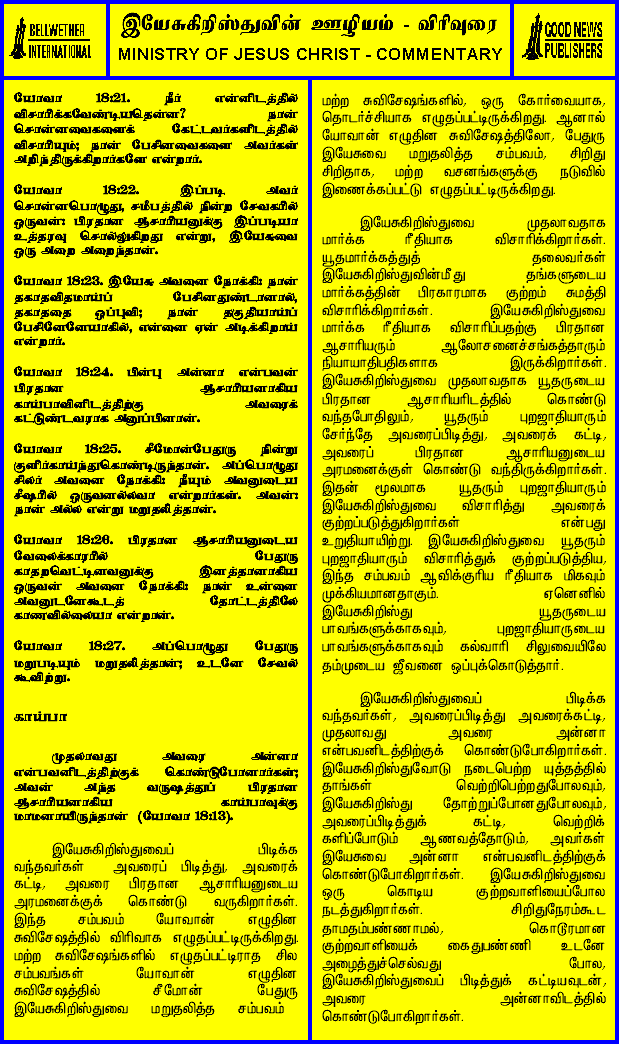 BELLWETHER
INTERNATIONAL
இயேசுகிறிஸ்துவின் ஊழியம் - விரிவுரை
MINISTRY OF JESUS CHRIST - COMMENTARY
GOOD NEWS
PUBLISHERS
யோவா 18:21. நீர் என்னிடத்தில்
விசாரிக்கவேண்டியதென்ன? நான்
சொன்னவைகளைக் கேட்டவர்களிடத்தில்
விசாரியும்; நான் பேசினவைகளை அவர்கள்
அறிந்திருக்கிறார்களே என்றார்.
யோவா 18:22. இப்படி அவர்
சொன்னபொழுது, சமீபத்தில் நின்ற சேவகரில்
ஒருவன்: பிரதான ஆசாரியனுக்கு இப்படியா
உத்தரவு சொல்லுகிறது என்று, இயேசுவை
ஒரு அறை அறைந்தான்.
யோவா 18:23. இயேசு அவனை நோக்கி: நான்
தகாதவிதமாய்ப் பேசினதுண்டானால்,
தகாததை ஒப்புவி; நான் தகுதியாய்ப்
பேசினேனேயாகில், என்னை ஏன் அடிக்கிறாய்
என்றார்.
யோவா 18:24. பின்பு அன்னா என்பவன்
பிரதான ஆசாரியனாகிய
காய்பாவினிடத்திற்கு அவரைக்
கட்டுண்டவராக அனுப்பினான்.
யோவா 18:25. சீமோன்பேதுரு நின்று
குளிர்காய்ந்துகொண்டிருந்தான். அப்பொழுது
சிலர் அவனை நோக்கி: நீயும் அவனுடைய
சீஷரில் ஒருவனல்லவா என்றார்கள். அவன்:
நான் அல்ல என்று மறுதலித்தான்.
யோவா 18:26. பிரதான ஆசாரியனுடைய
வேலைக்காரரில் பேதுரு
காதறவெட்டினவனுக்கு இனத்தானாகிய
ஒருவன் அவனை நோக்கி: நான் உன்னை
அவனுடனேகூடத் தோட்டத்திலே
காணவில்லையா என்றான்.
யோவா 18:27. அப்பொழுது பேதுரு
மறுபடியும் மறுதலித்தான்; உடனே சேவல்
கூவிற்று.
காய்பா
முதலாவது அவரை அன்னா
என்பவனிடத்திற்குக் கொண்டுபோனார்கள்;
அவன் அந்த வருஷத்துப் பிரதான
ஆசாரியனாகிய காய்பாவுக்கு
மாமனாயிருந்தான் (யோவா 18:13).
இயேசுகிறிஸ்துவைப் பிடிக்க
வந்தவர்கள் அவரைப் பிடித்து, அவரைக்
கட்டி, அவரை பிரதான ஆசாரியனுடைய
அரமனைக்குக் கொண்டு வருகிறார்கள்.
இந்த சம்பவம் யோவான் எழுதின
சுவிசேஷத்தில் விரிவாக எழுதப்பட்டிருக்கிறது.
மற்ற சுவிசேஷங்களில் எழுதப்பட்டிராத சில
சம்பவங்கள் யோவான் எழுதின
சுவிசேஷத்தில் சீமோன் பேதுரு
இயேசுகிறிஸ்துவை மறுதலித்த சம்பவம்
மற்ற சுவிசேஷங்களில், ஒரு கோர்வையாக,
தொடர்ச்சியாக எழுதப்பட்டிருக்கிறது. ஆனால்
யோவான் எழுதின சுவிசேஷத்திலோ, பேதுரு
இயேசுவை மறுதலித்த சம்பவம், சிறிது
சிறிதாக, மற்ற வசனங்களுக்கு நடுவில்
இணைக்கப்பட்டு எழுதப்பட்டிருக்கிறது.
இயேசுகிறிஸ்துவை முதலாவதாக
மார்க்க ரீதியாக விசாரிக்கிறார்கள்.
யூதமார்க்கத்துத் தலைவர்கள்
இயேசுகிறிஸ்துவின்மீது தங்களுடைய
மார்க்கத்தின் பிரகாரமாக குற்றம் சுமத்தி
விசாரிக்கிறார்கள். இயேசுகிறிஸ்துவை
மார்க்க ரீதியாக விசாரிப்பதற்கு பிரதான
ஆசாரியரும் ஆலோசனைச்சங்கத்தாரும்
நியாயாதிபதிகளாக இருக்கிறார்கள்.
இயேசுகிறிஸ்துவை முதலாவதாக யூதருடைய
பிரதான ஆசாரியரிடத்தில் கொண்டு
வந்தபோதிலும், யூதரும் புறஜாதியாரும்
சேர்ந்தே அவரைப்பிடித்து, அவரைக் கட்டி,
அவரைப் பிரதான ஆசாரியனுடைய
அரமனைக்குள் கொண்டு வந்திருக்கிறார்கள்.
இதன் மூலமாக யூதரும் புறஜாதியாரும்
இயேசுகிறிஸ்துவை விசாரித்து அவரைக்
குற்றப்படுத்துகிறார்கள் என்பது
உறுதியாயிற்று. இயேசுகிறிஸ்துவை யூதரும்
புறஜாதியாரும் விசாரித்துக் குற்றப்படுத்திய,
இந்த சம்பவம் ஆவிக்குரிய ரீதியாக மிகவும்
முக்கியமானதாகும். ஏனெனில்
இயேசுகிறிஸ்து யூதருடைய
பாவங்களுக்காகவும், புறஜாதியாருடைய
பாவங்களுக்காகவும் கல்வாரி சிலுவையிலே
தம்முடைய ஜீவனை ஒப்புக்கொடுத்தார்.
இயேசுகிறிஸ்துவைப் பிடிக்க
வந்தவர்கள், அவரைப்பிடித்து அவரைக்கட்டி,
முதலாவது அவரை அன்னா
என்பவனிடத்திற்குக் கொண்டுபோகிறார்கள்.
இயேசுகிறிஸ்துவோடு நடைபெற்ற யுத்தத்தில்
தாங்கள் வெற்றிபெற்றதுபோலவும்,
இயேசுகிறிஸ்து தோற்றுப்போனதுபோலவும்,
அவரைப்பிடித்துக் கட்டி, வெற்றிக்
களிப்போடும் ஆணவத்தோடும், அவர்கள்
இயேசுவை அன்னா என்பவனிடத்திற்குக்
கொண்டுபோகிறார்கள். இயேசுகிறிஸ்துவை
ஒரு கொடிய குற்றவாளியைப்போல
நடத்துகிறார்கள். சிறிதுநேரம்கூட
தாமதம்பண்ணாமல், கொடூரமான
குற்றவாளியைக் கைதுபண்ணி உடனே
அழைத்துச்செல்வது போல,
இயேசுகிறிஸ்துவைப் பிடித்துக் கட்டியவுடன்,
அவரை அன்னாவிடத்தில்
கொண்டுபோகிறார்கள்.